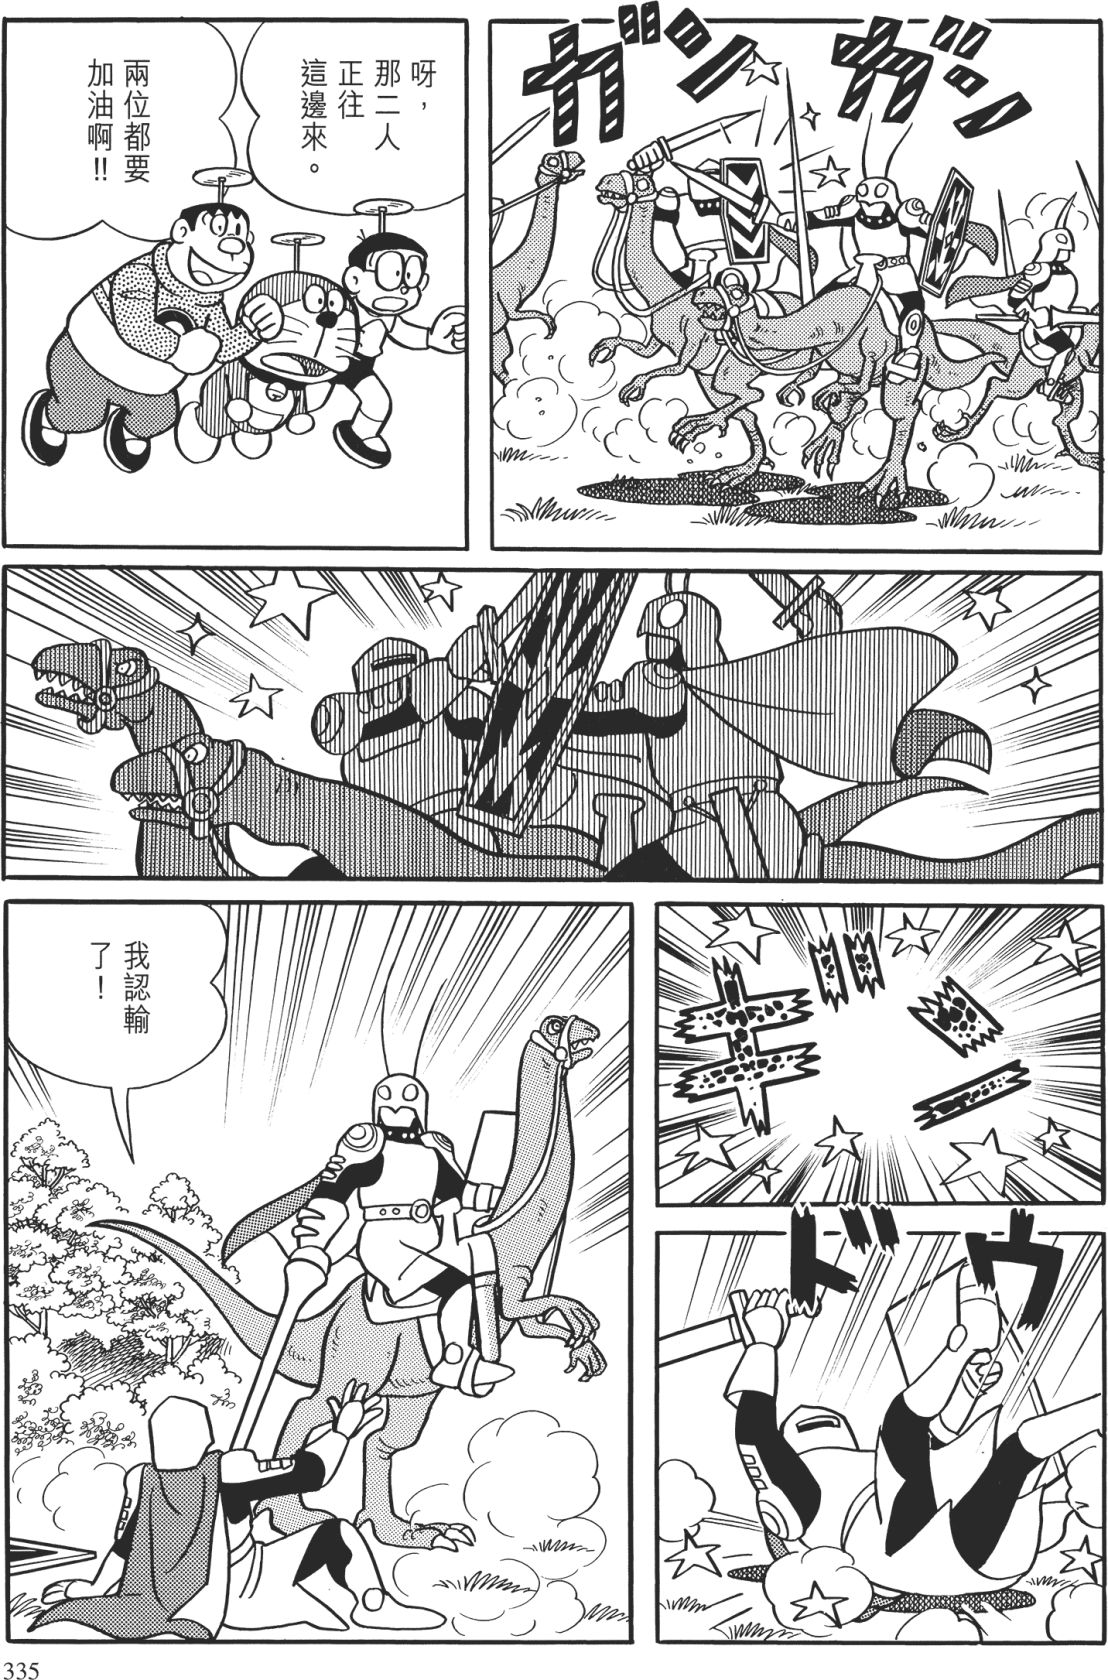 ガン
ガン
呀，
那二人
正往
這邊來。
兩位都要
加油啊!!
ギン
ドウ
我認輸
了！
335